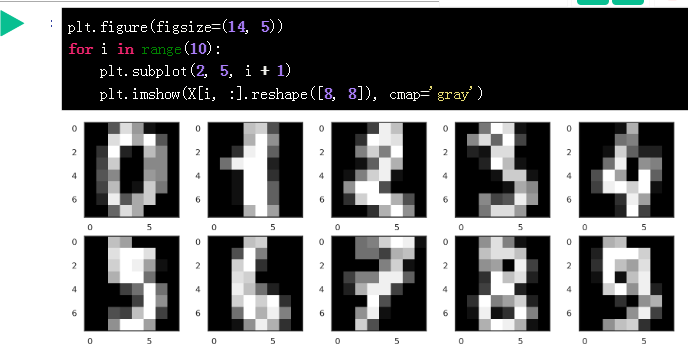 :
plt.figure(figsize=(14, 5))
for i in range(10):
    plt.subplot(2, 5, i + 1)
    plt.imshow(X[i, :].reshape([8, 8]), cmap='gray')
0 0 0 0 0
2 2 2 2 2
4 4 4 4 4
6 6 6 6 6
0 5 0 5 0 5 0 5 0 5
0 0 0 0 0
2 2 2 2 2
4 4 4 4 4
6 6 6 6 6
0 5 0 5 0 5 0 5 0 5